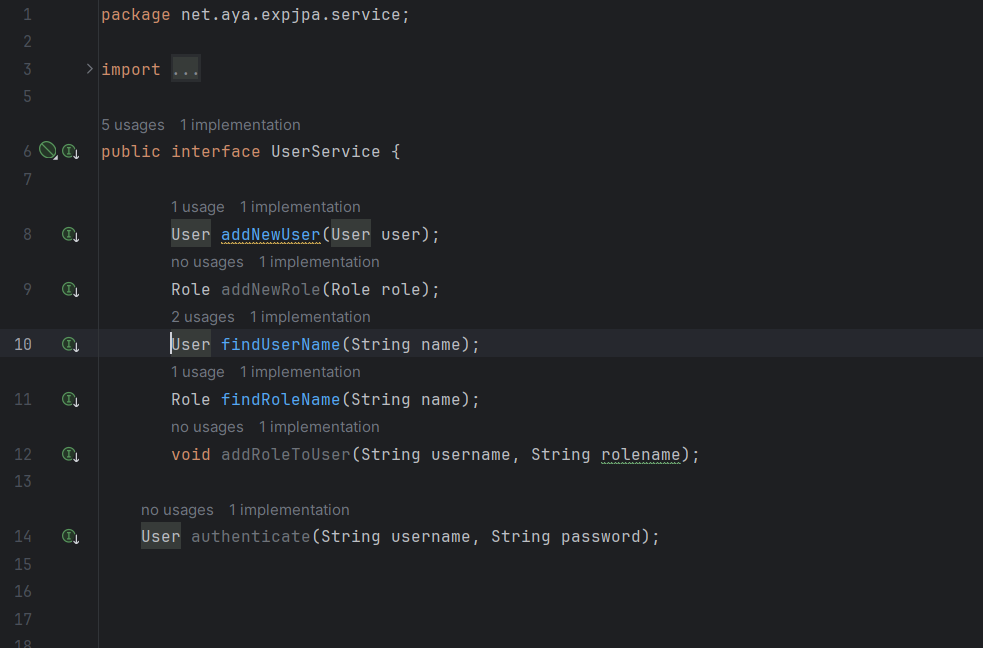 1 package net.aya.expjpa.service;
2
3 import ...
5
5 usages 1 implementation
6 public interface UserService {
7
1 usage 1 implementation
8 User addNewUser(User user);
no usages 1 implementation
9 Role addNewRole(Role role);
2 usages 1 implementation
10 User findUserName(String name);
1 usage 1 implementation
11 Role findRoleName(String name);
no usages 1 implementation
12 void addRoleToUser(String username, String rolename);
13
no usages 1 implementation
14 User authenticate(String username, String password);
15
16
17
18